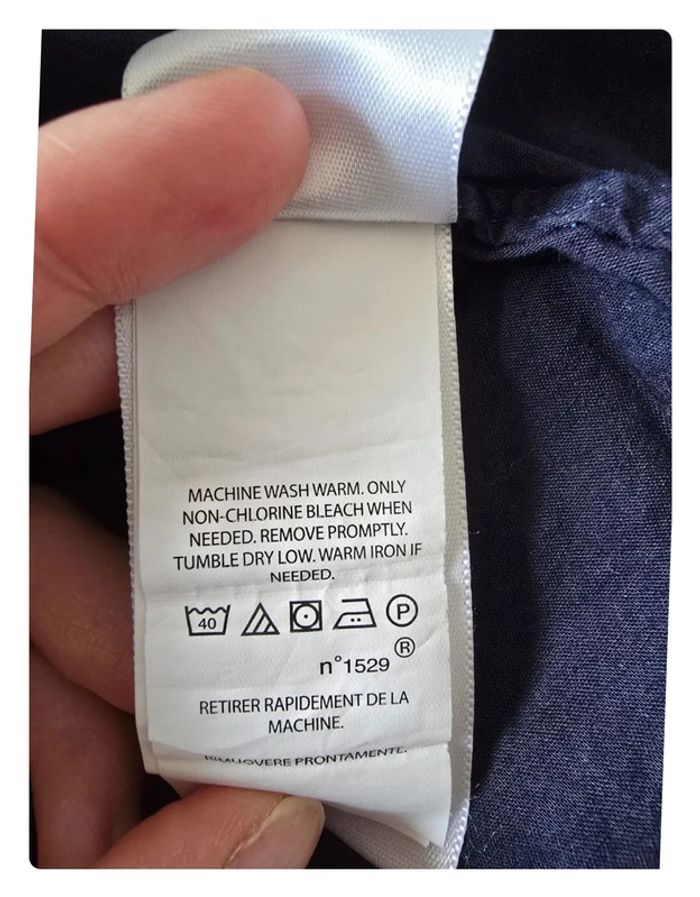 MACHINE WASH WARM. ONLY
NON-CHLORINE BLEACH WHEN
NEEDED. REMOVE PROMPTLY.
TUMBLE DRY LOW. WARM IRON IF
NEEDED.
40 P
®
n°1529
RETIRER RAPIDEMENT DE LA
MACHINE.
RIMUOVERE PRONTAMENTE.